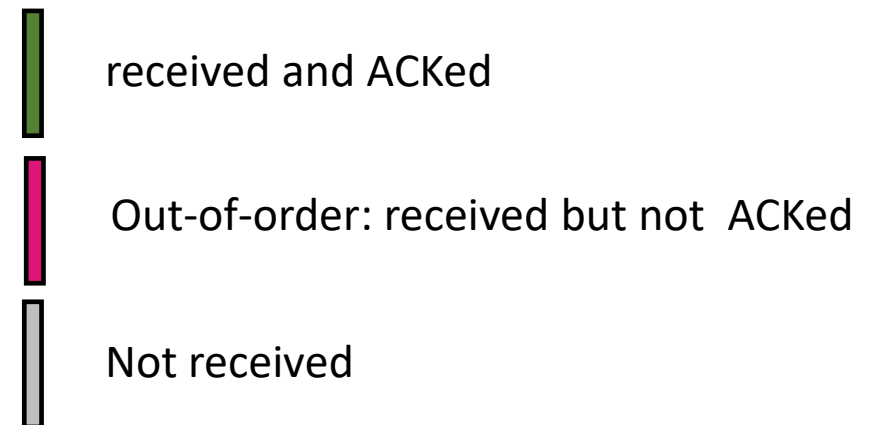 received and ACKed
Out-of-order: received but not ACKed
Not received